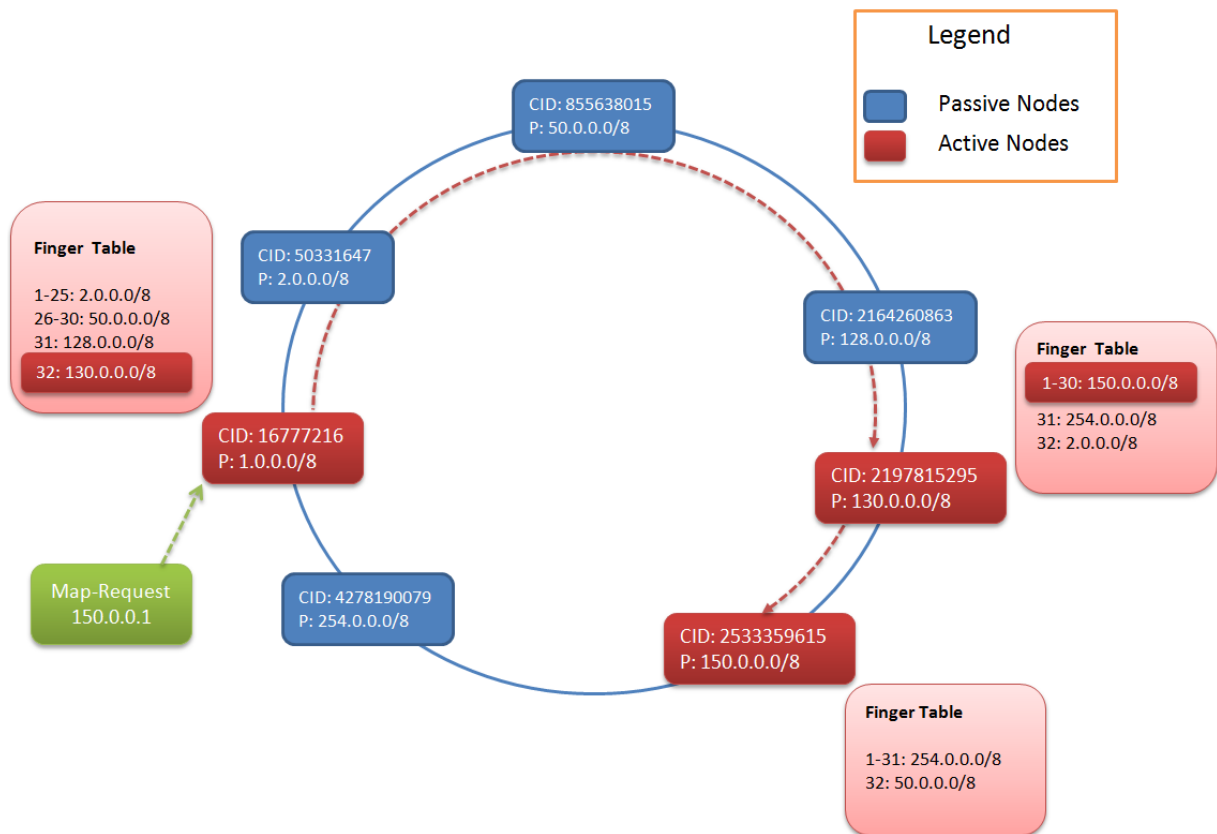 Legend
Passive Nodes
Active Nodes
CID: 855638015
P: 50.0.0.0/8
CID: 50331647
P: 2.0.0.0/8
Finger Table
1-25: 2.0.0.0/8
26-30: 50.0.0.0/8
31: 128.0.0.0/8
32: 130.0.0.0/8
CID: 2164260863
P: 128.0.0.0/8
Finger Table
1-30: 150.0.0.0/8
31: 254.0.0.0/8
32: 2.0.0.0/8
CID: 16777216
P: 1.0.0.0/8
CID: 2197815295
P: 130.0.0.0/8
Map-Request
150.0.0.1
CID: 4278190079
P: 254.0.0.0/8
CID: 2533359615
P: 150.0.0.0/8
Finger Table
1-31: 254.0.0.0/8
32: 50.0.0.0/8